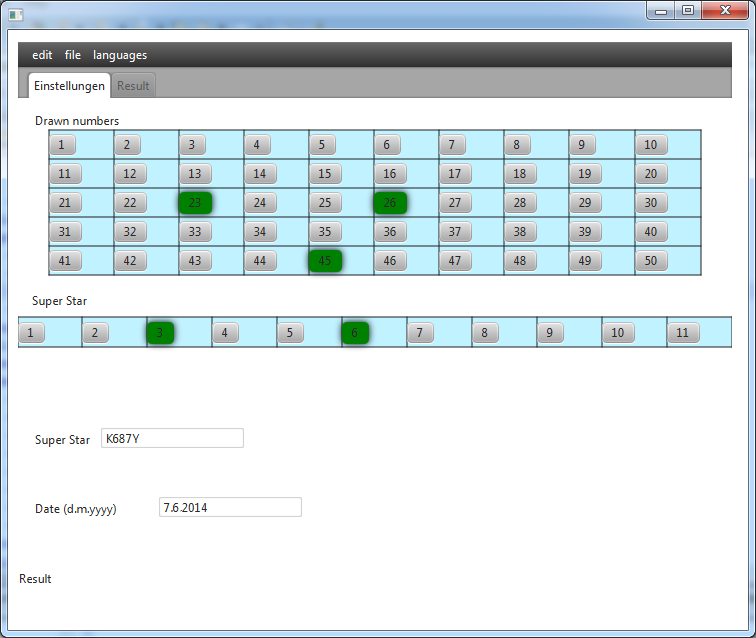 edit file languages
Einstellungen Result
Drawn numbers
1 2 3 4 5 6 7 8 9 10
11 12 13 14 15 16 17 18 19 20
21 22 23 24 25 26 27 28 29 30
31 32 33 34 35 36 37 38 39 40
41 42 43 44 45 46 47 48 49 50
Super Star
1 2 3 4 5 6 7 8 9 10 11
Super Star K687Y
Date (d.m.yyyy) 7.6.2014
Result